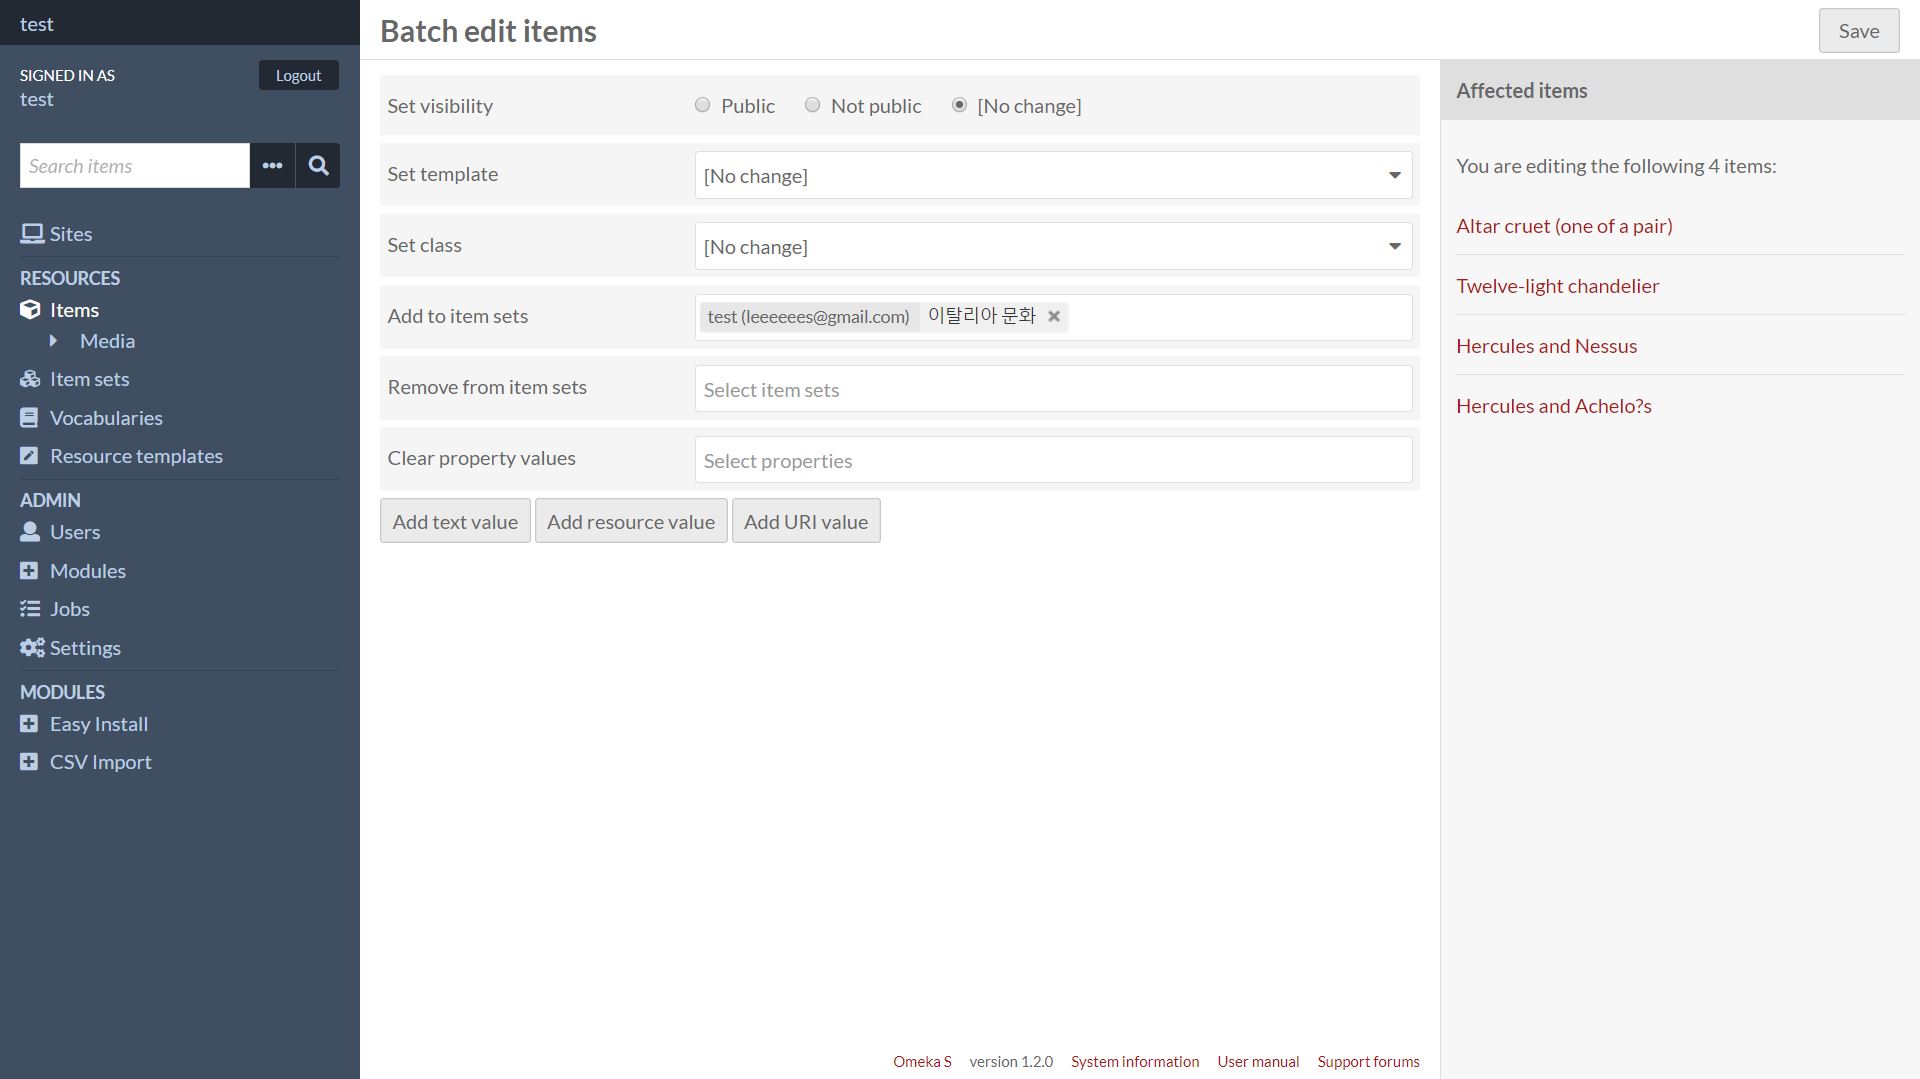 test
SIGNED IN AS
test
Logout
Search items
Sites
RESOURCES
Items
Media
Item sets
Vocabularies
Resource templates
ADMIN
Users
Modules
Jobs
Settings
MODULES
Easy Install
CSV Import
Batch edit items
Save
Set visibility Public Not public [No change]
Set template [No change]
Set class [No change]
Add to item sets test (leeeeees@gmail.com) 이탈리아 문화
Remove from item sets Select item sets
Clear property values Select properties
Add text value Add resource value Add URI value
Affected items
You are editing the following 4 items:
Altar cruet (one of a pair)
Twelve-light chandelier
Hercules and Nessus
Hercules and Achelo?s
Omeka S version 1.2.0 System information User manual Support forums